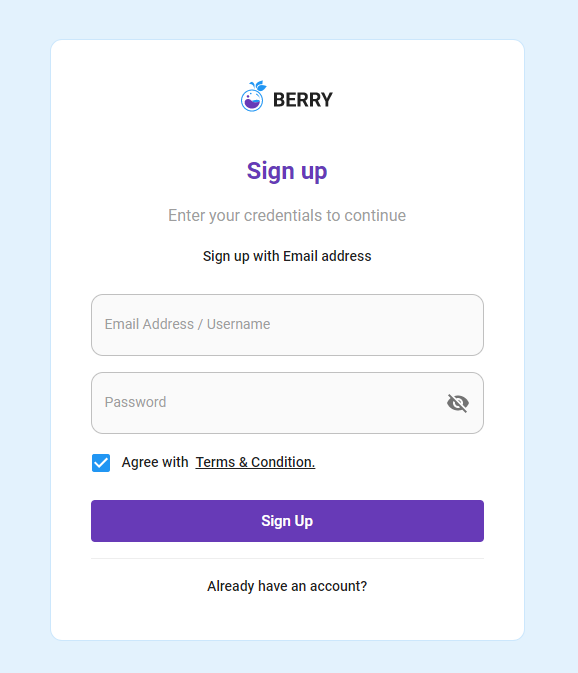 BERRY
Sign up
Enter your credentials to continue
Sign up with Email address
Email Address / Username
Password
Agree with Terms & Condition.
Sign Up
Already have an account?